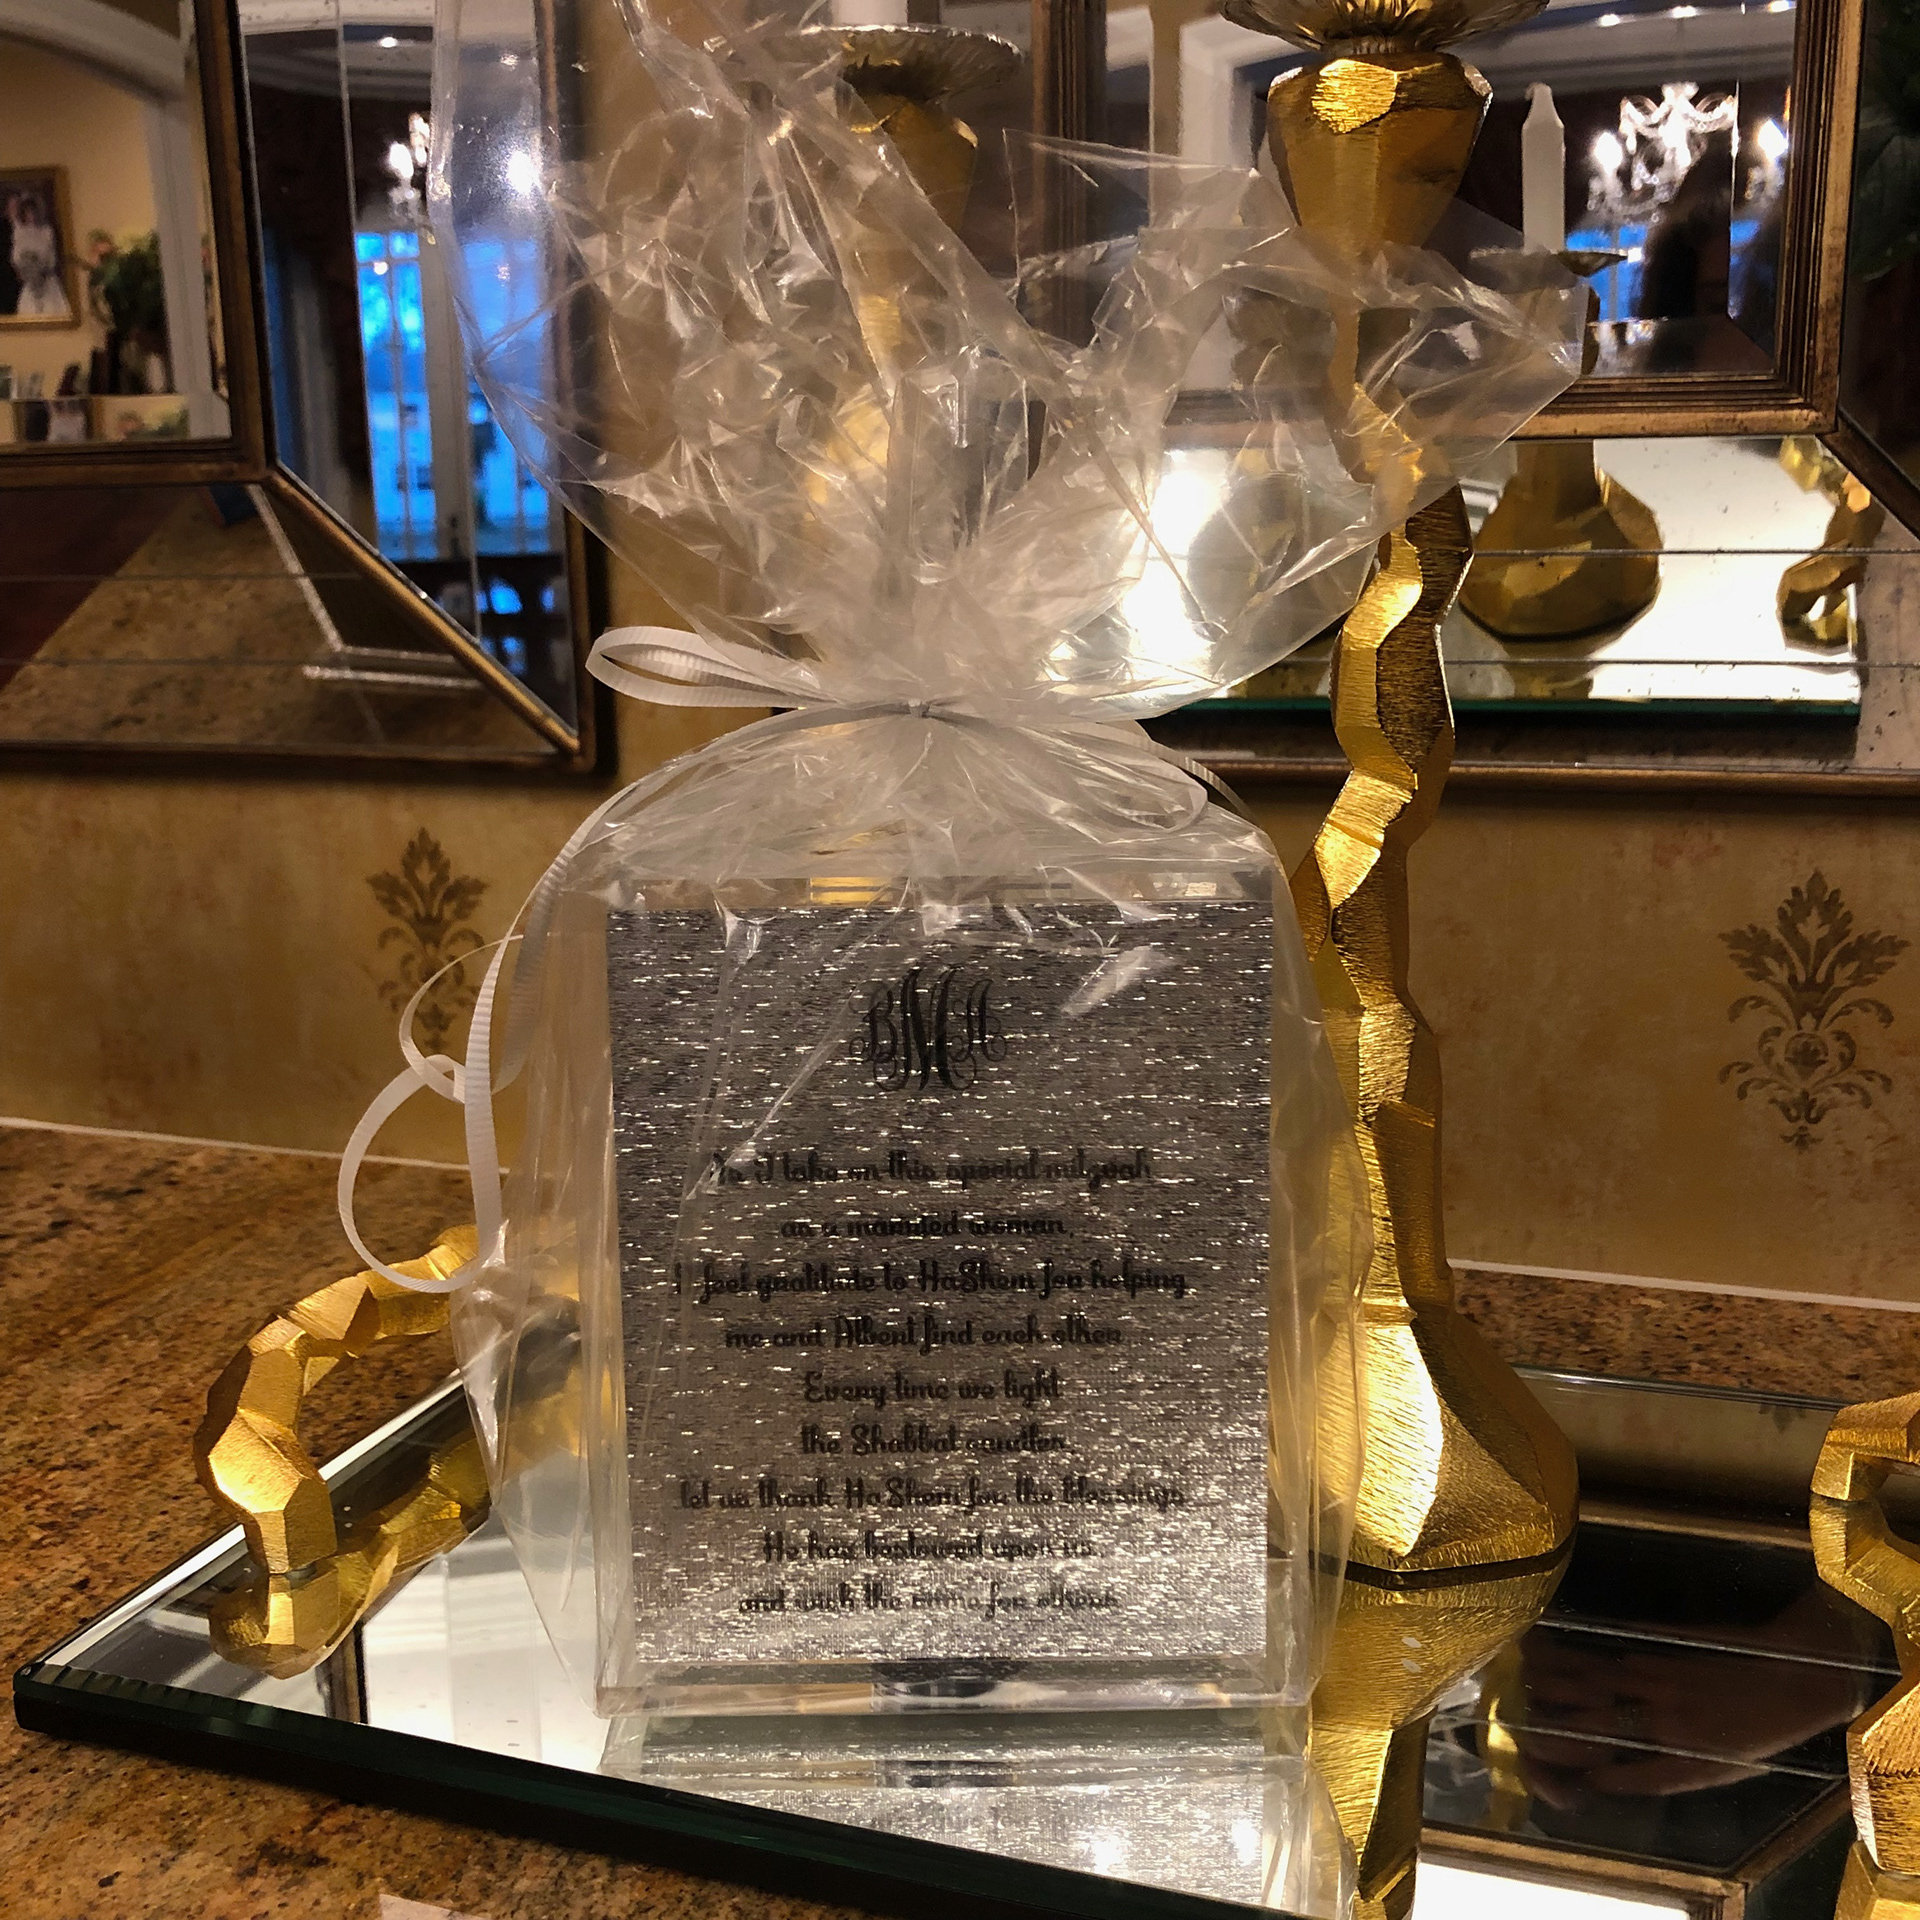 BMA
As I take on this special mitzvah
as a married woman,
I feel gratitude to HaShem for helping
me and Albert find each other.
Every time we light
the Shabbat candles,
let us thank HaShem for the blessings
He has bestowed upon us,
and wish the same for others.